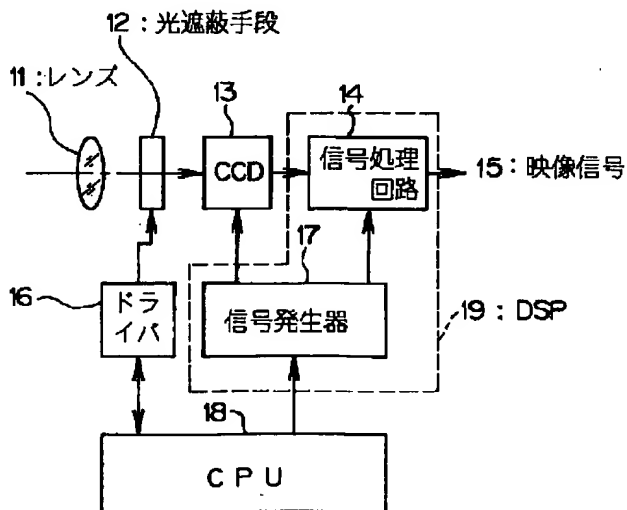 12：光遮蔽手段
11：レンズ
13
14
CCD
信号処理
回路
15：映像信号
17
16
ドラ
イバ
信号発生器
19：DSP
18
CPU